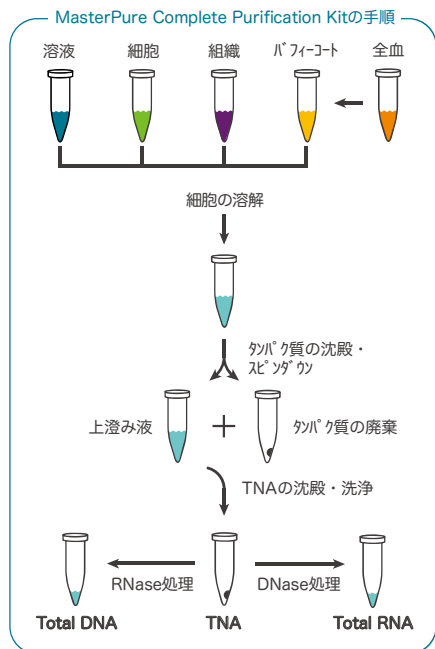 MasterPure Complete Purification Kitの手順
溶液 細胞 組織 ﾊﾞﾌｨｰｺｰﾄ 全血
細胞の溶解
ﾀﾝﾊﾟｸ質の沈殿・
ｽﾋﾟﾝﾀﾞｳﾝ
上澄み液 + ﾀﾝﾊﾟｸ質の廃棄
TNAの沈殿・洗浄
RNase処理 DNase処理
Total DNA TNA Total RNA